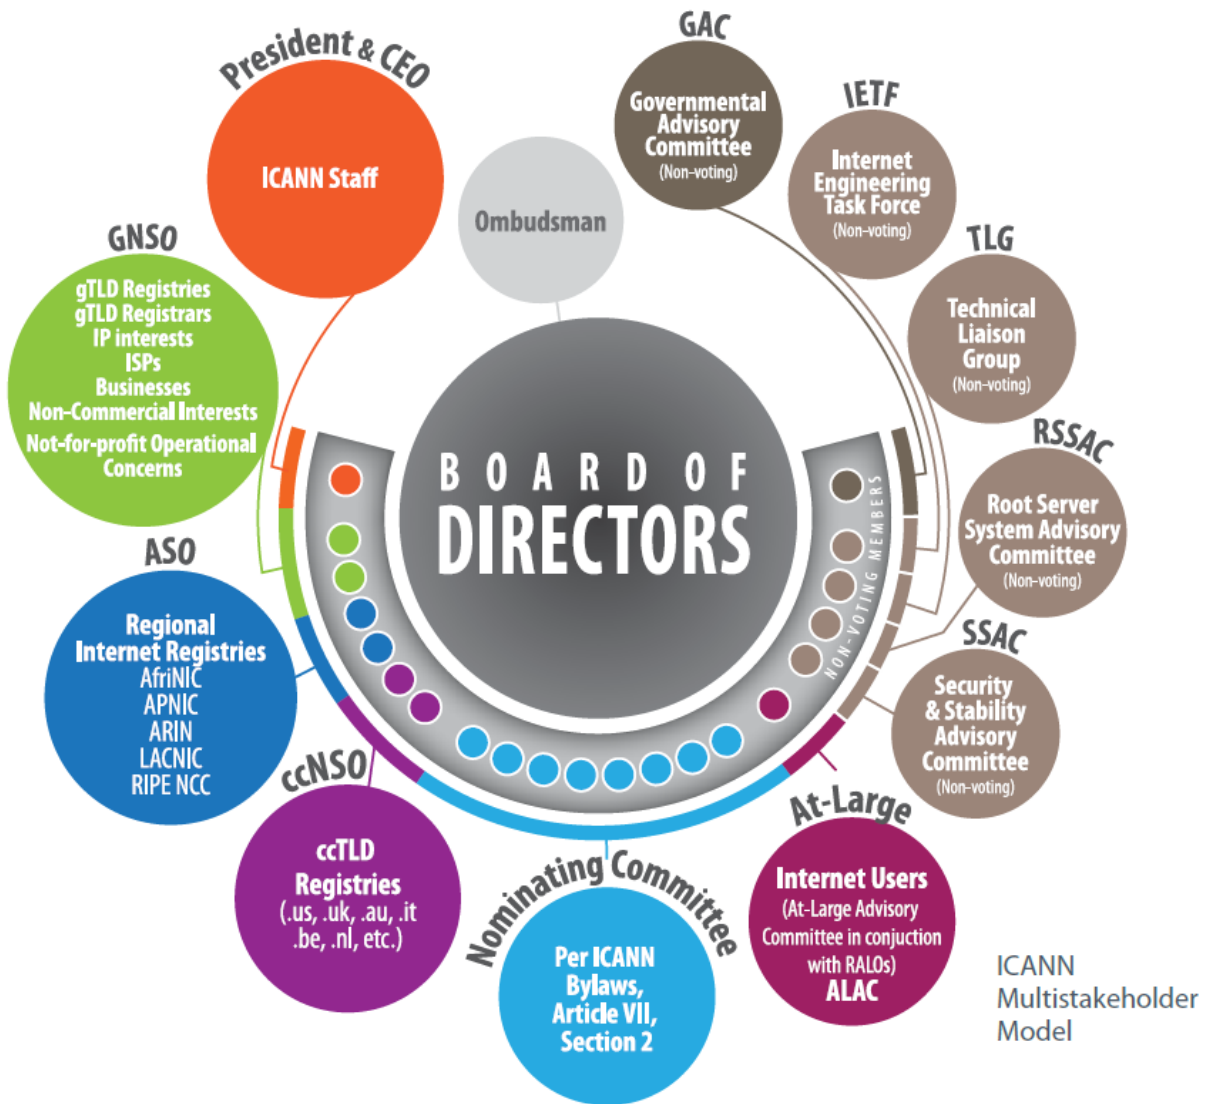 President & CEO
ICANN Staff
GNSO
gTLD Registries
gTLD Registrars
IP interests
ISPs
Businesses
Non-Commercial Interests
Not-for-profit Operational
Concerns
ASO
Regional
Internet Registries
AfriNIC
APNIC
ARIN
LACNIC
RIPE NCC
ccNSO
ccTLD
Registries
(.us, .uk, .au, .it
.be, .nl, etc.)
Nominating Committee
Per ICANN
Bylaws,
Article VII,
Section 2
At-Large
Internet Users
(At-Large Advisory
Committee in conjuction
with RALOs)
ALAC
SSAC
Security
& Stability
Advisory
Committee
(Non-voting)
RSSAC
Root Server
System Advisory
Committee
(Non-voting)
TLG
Technical
Liaison
Group
(Non-voting)
IETF
Internet
Engineering
Task Force
(Non-voting)
GAC
Governmental
Advisory
Committee
(Non-voting)
Ombudsman
BOARD OF
DIRECTORS
NON-VOTING MEMBERS
ICANN
Multistakeholder
Model